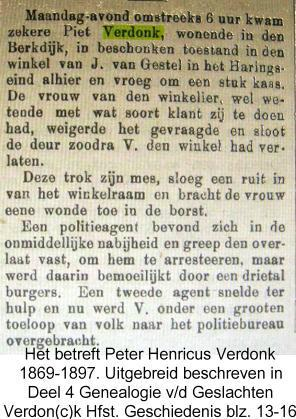 Maandag-avond omstreeks 6 uur kwam
zekere Piet Verdonk, wonende in den
Berkdijk, in beschonken toestand in den
winkel van J. van Gestel in het Harings-
eind alhier en vroeg om een stuk kaas.
De vrouw van den winkelier, wel we-
tende met wat soort klant zij te doen
had, weigerde het gevraagde en sloot
de deur zoodra V. den winkel had ver-
laten.
Deze trok zijn mes, sloeg een ruit in
van het winkelraam en bracht de vrouw
eene wonde toe in de borst.
Een politieagent bevond zich in de
onmiddellijke nabijheid en greep den over-
laat vast, om hem te arresteeren, maar
werd daarin bemoeilijkt door een drietal
burgers. Een tweede agent snelde ter
hulp en nu werd V. onder een grooten
toeloop van volk naar het politiebureau
overgebracht.
Het betreft Peter Henricus Verdonk
1869-1897. Uitgebreid beschreven in
Deel 4 Genealogie v/d Geslachten
Verdon(c)k Hfst. Geschiedenis blz. 13-16